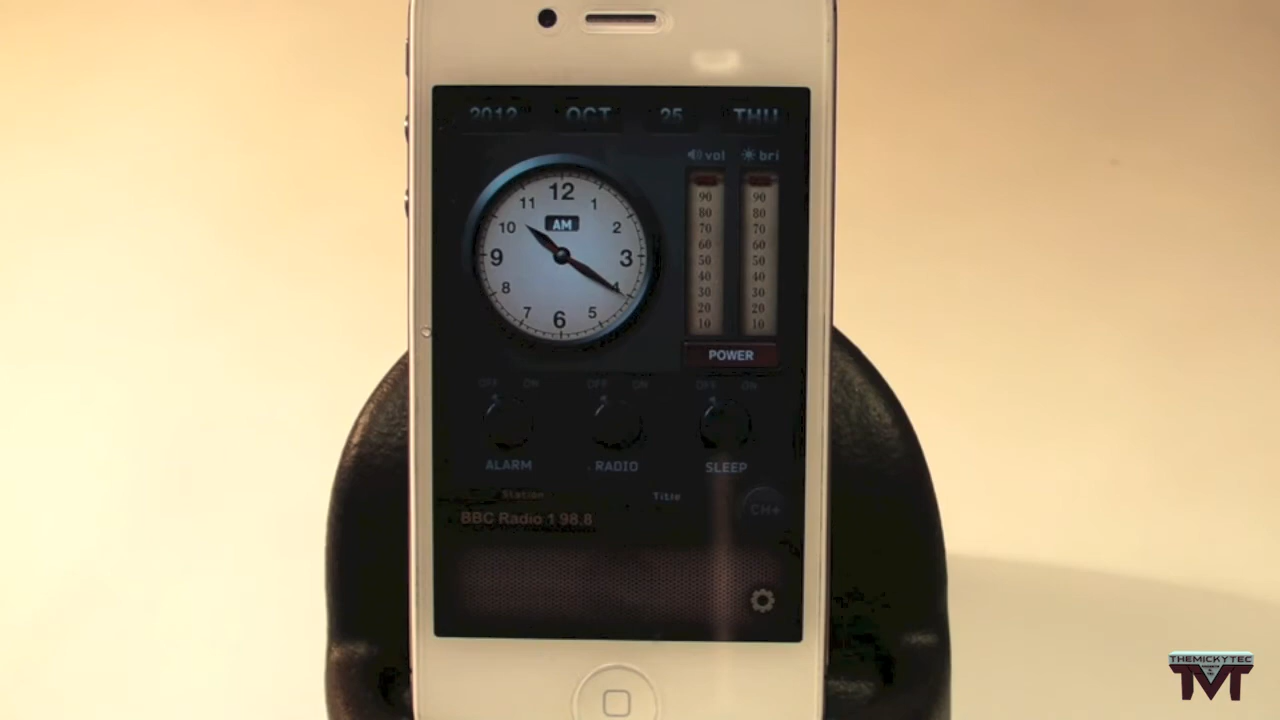 2012 OCT 25 THU
vol bri
12
11 1
AM
10 2
9 3
8 4
7 5
6
90 90
80 80
70 70
60 60
50 50
40 40
30 30
20 20
10 10
POWER
OFF ON OFF ON OFF ON
ALARM RADIO SLEEP
Station Title
CH+
BBC Radio 1 98.8
THEMICKYTEC
TMT